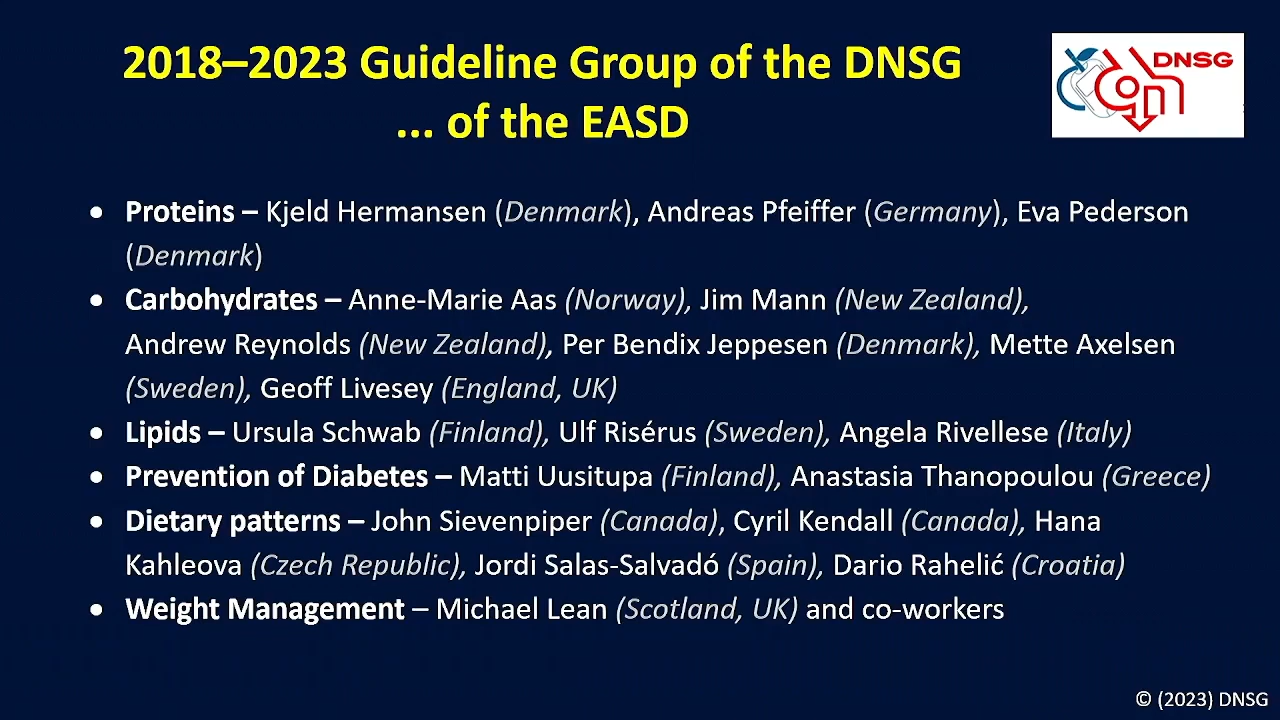 2018–2023 Guideline Group of the DNSG
... of the EASD
DNSG
• Proteins – Kjeld Hermansen (Denmark), Andreas Pfeiffer (Germany), Eva Pederson
(Denmark)
• Carbohydrates – Anne-Marie Aas (Norway), Jim Mann (New Zealand),
Andrew Reynolds (New Zealand), Per Bendix Jeppesen (Denmark), Mette Axelsen
(Sweden), Geoff Livesey (England, UK)
• Lipids – Ursula Schwab (Finland), Ulf Risérus (Sweden), Angela Rivellese (Italy)
• Prevention of Diabetes – Matti Uusitupa (Finland), Anastasia Thanopoulou (Greece)
• Dietary patterns – John Sievenpiper (Canada), Cyril Kendall (Canada), Hana
Kahleova (Czech Republic), Jordi Salas-Salvadó (Spain), Dario Rahelić (Croatia)
• Weight Management – Michael Lean (Scotland, UK) and co-workers
© (2023) DNSG